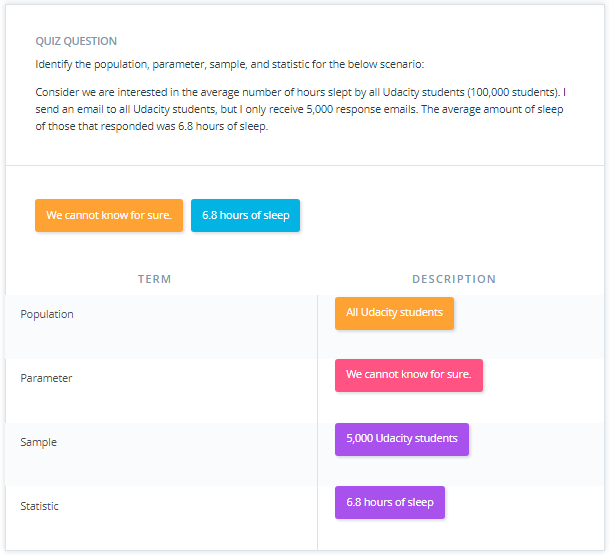 QUIZ QUESTION
Identify the population, parameter, sample, and statistic for the below scenario:
Consider we are interested in the average number of hours slept by all Udacity students (100,000 students). I
send an email to all Udacity students, but I only receive 5,000 response emails. The average amount of sleep
of those that responded was 6.8 hours of sleep.
We cannot know for sure. 6.8 hours of sleep
TERM DESCRIPTION
Population All Udacity students
Parameter We cannot know for sure.
Sample 5,000 Udacity students
Statistic 6.8 hours of sleep